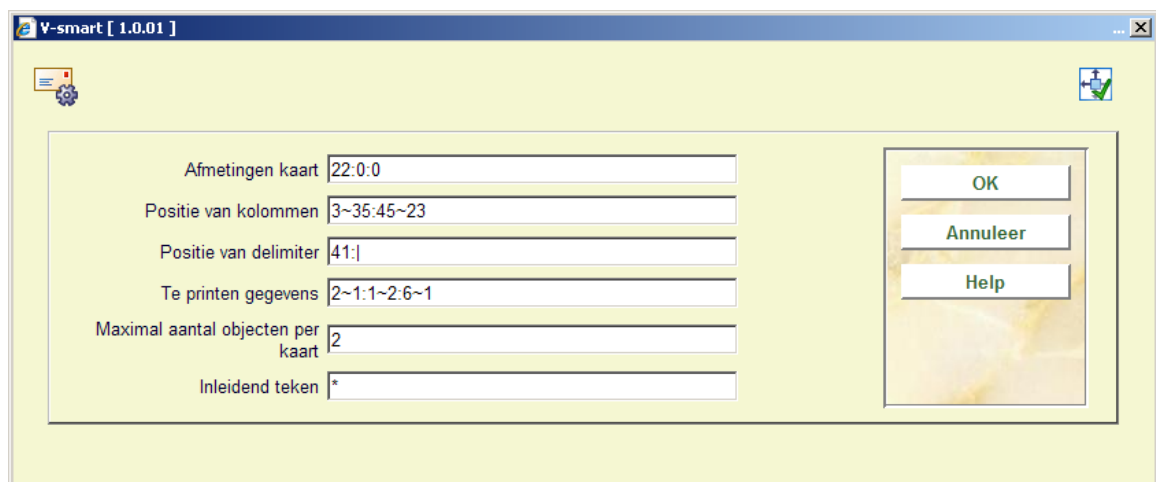 V-smart [ 1.0.01 ] ...
Afmetingen kaart 22:0:0
Positie van kolommen 3~35:45~23
Positie van delimiter 41:|
Te printen gegevens 2~1:1~2:6~1
Maximal aantal objecten per
kaart 2
Inleidend teken *
OK
Annuleer
Help